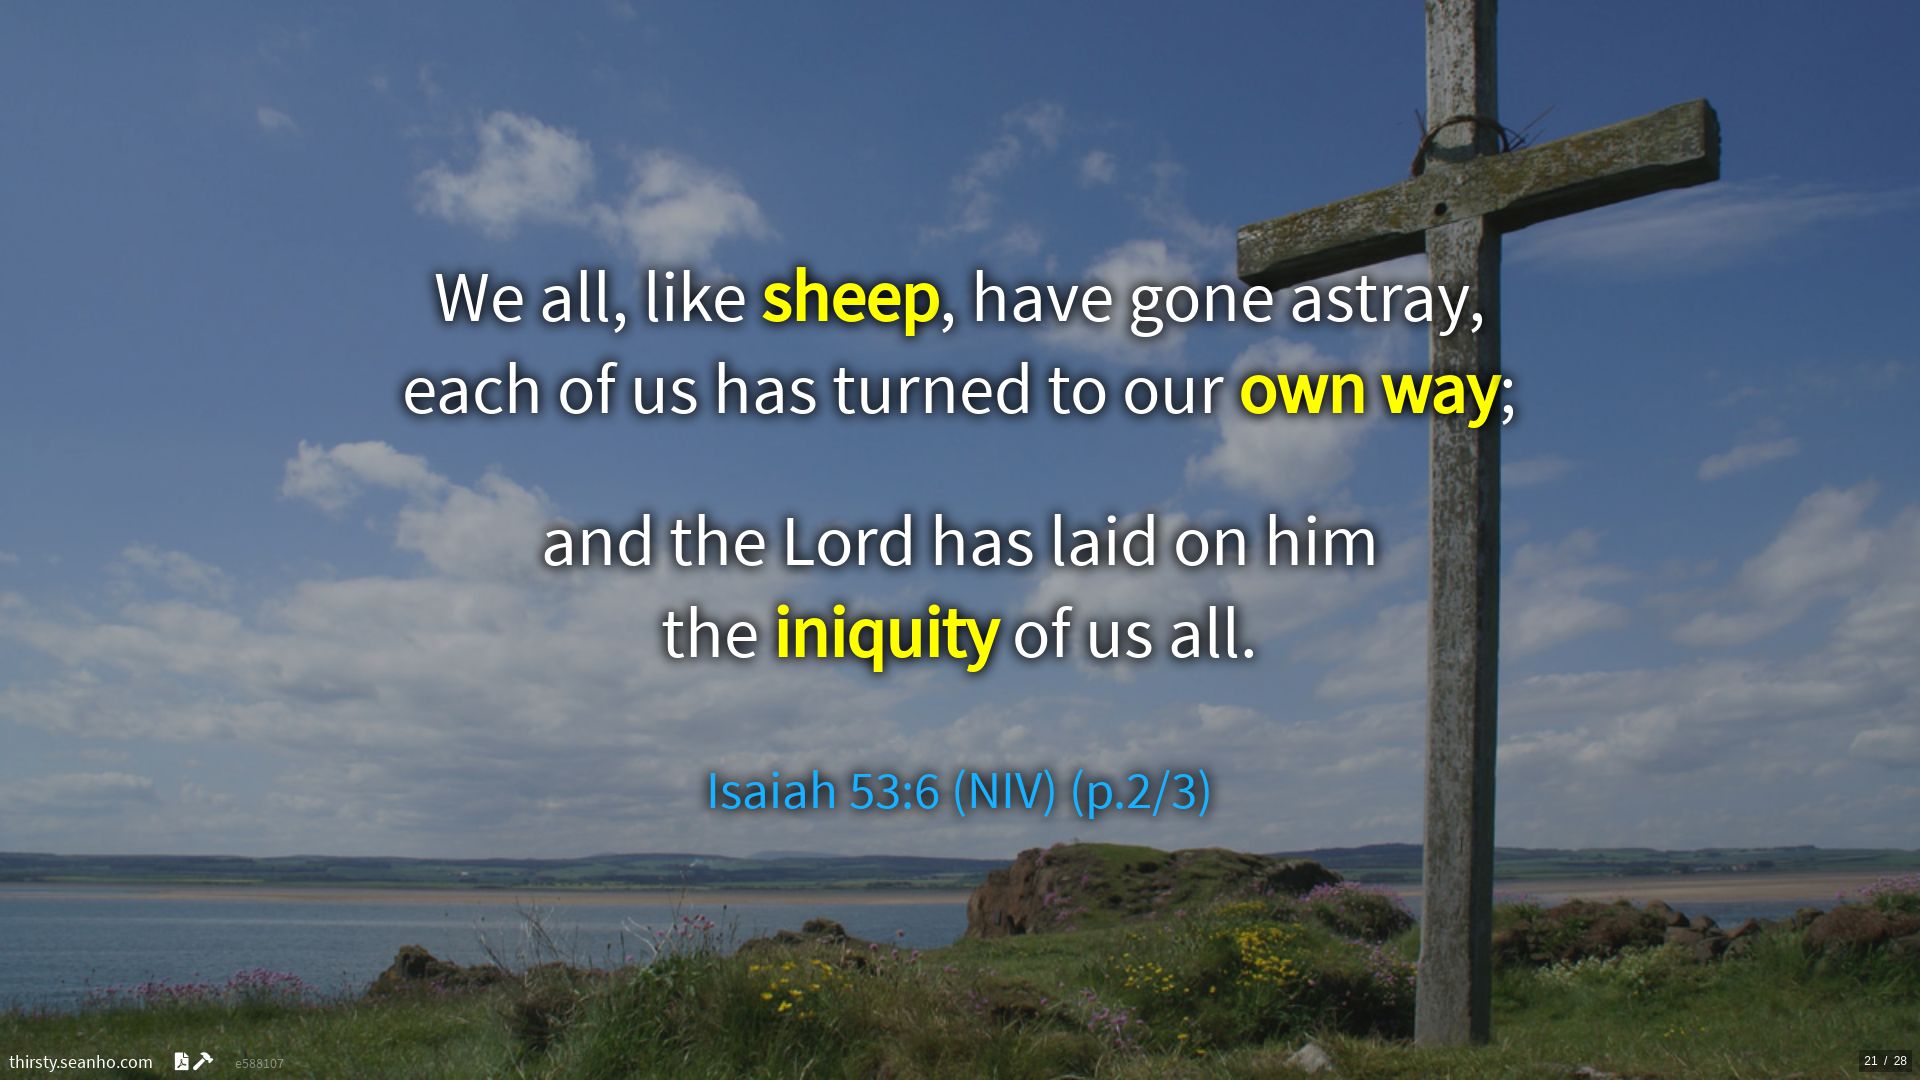 We all, like sheep, have gone astray,
each of us has turned to our own way;
and the Lord has laid on him
the iniquity of us all.
Isaiah 53:6 (NIV) (p.2/3)
thirsty.seanho.com
e588107
21 / 28